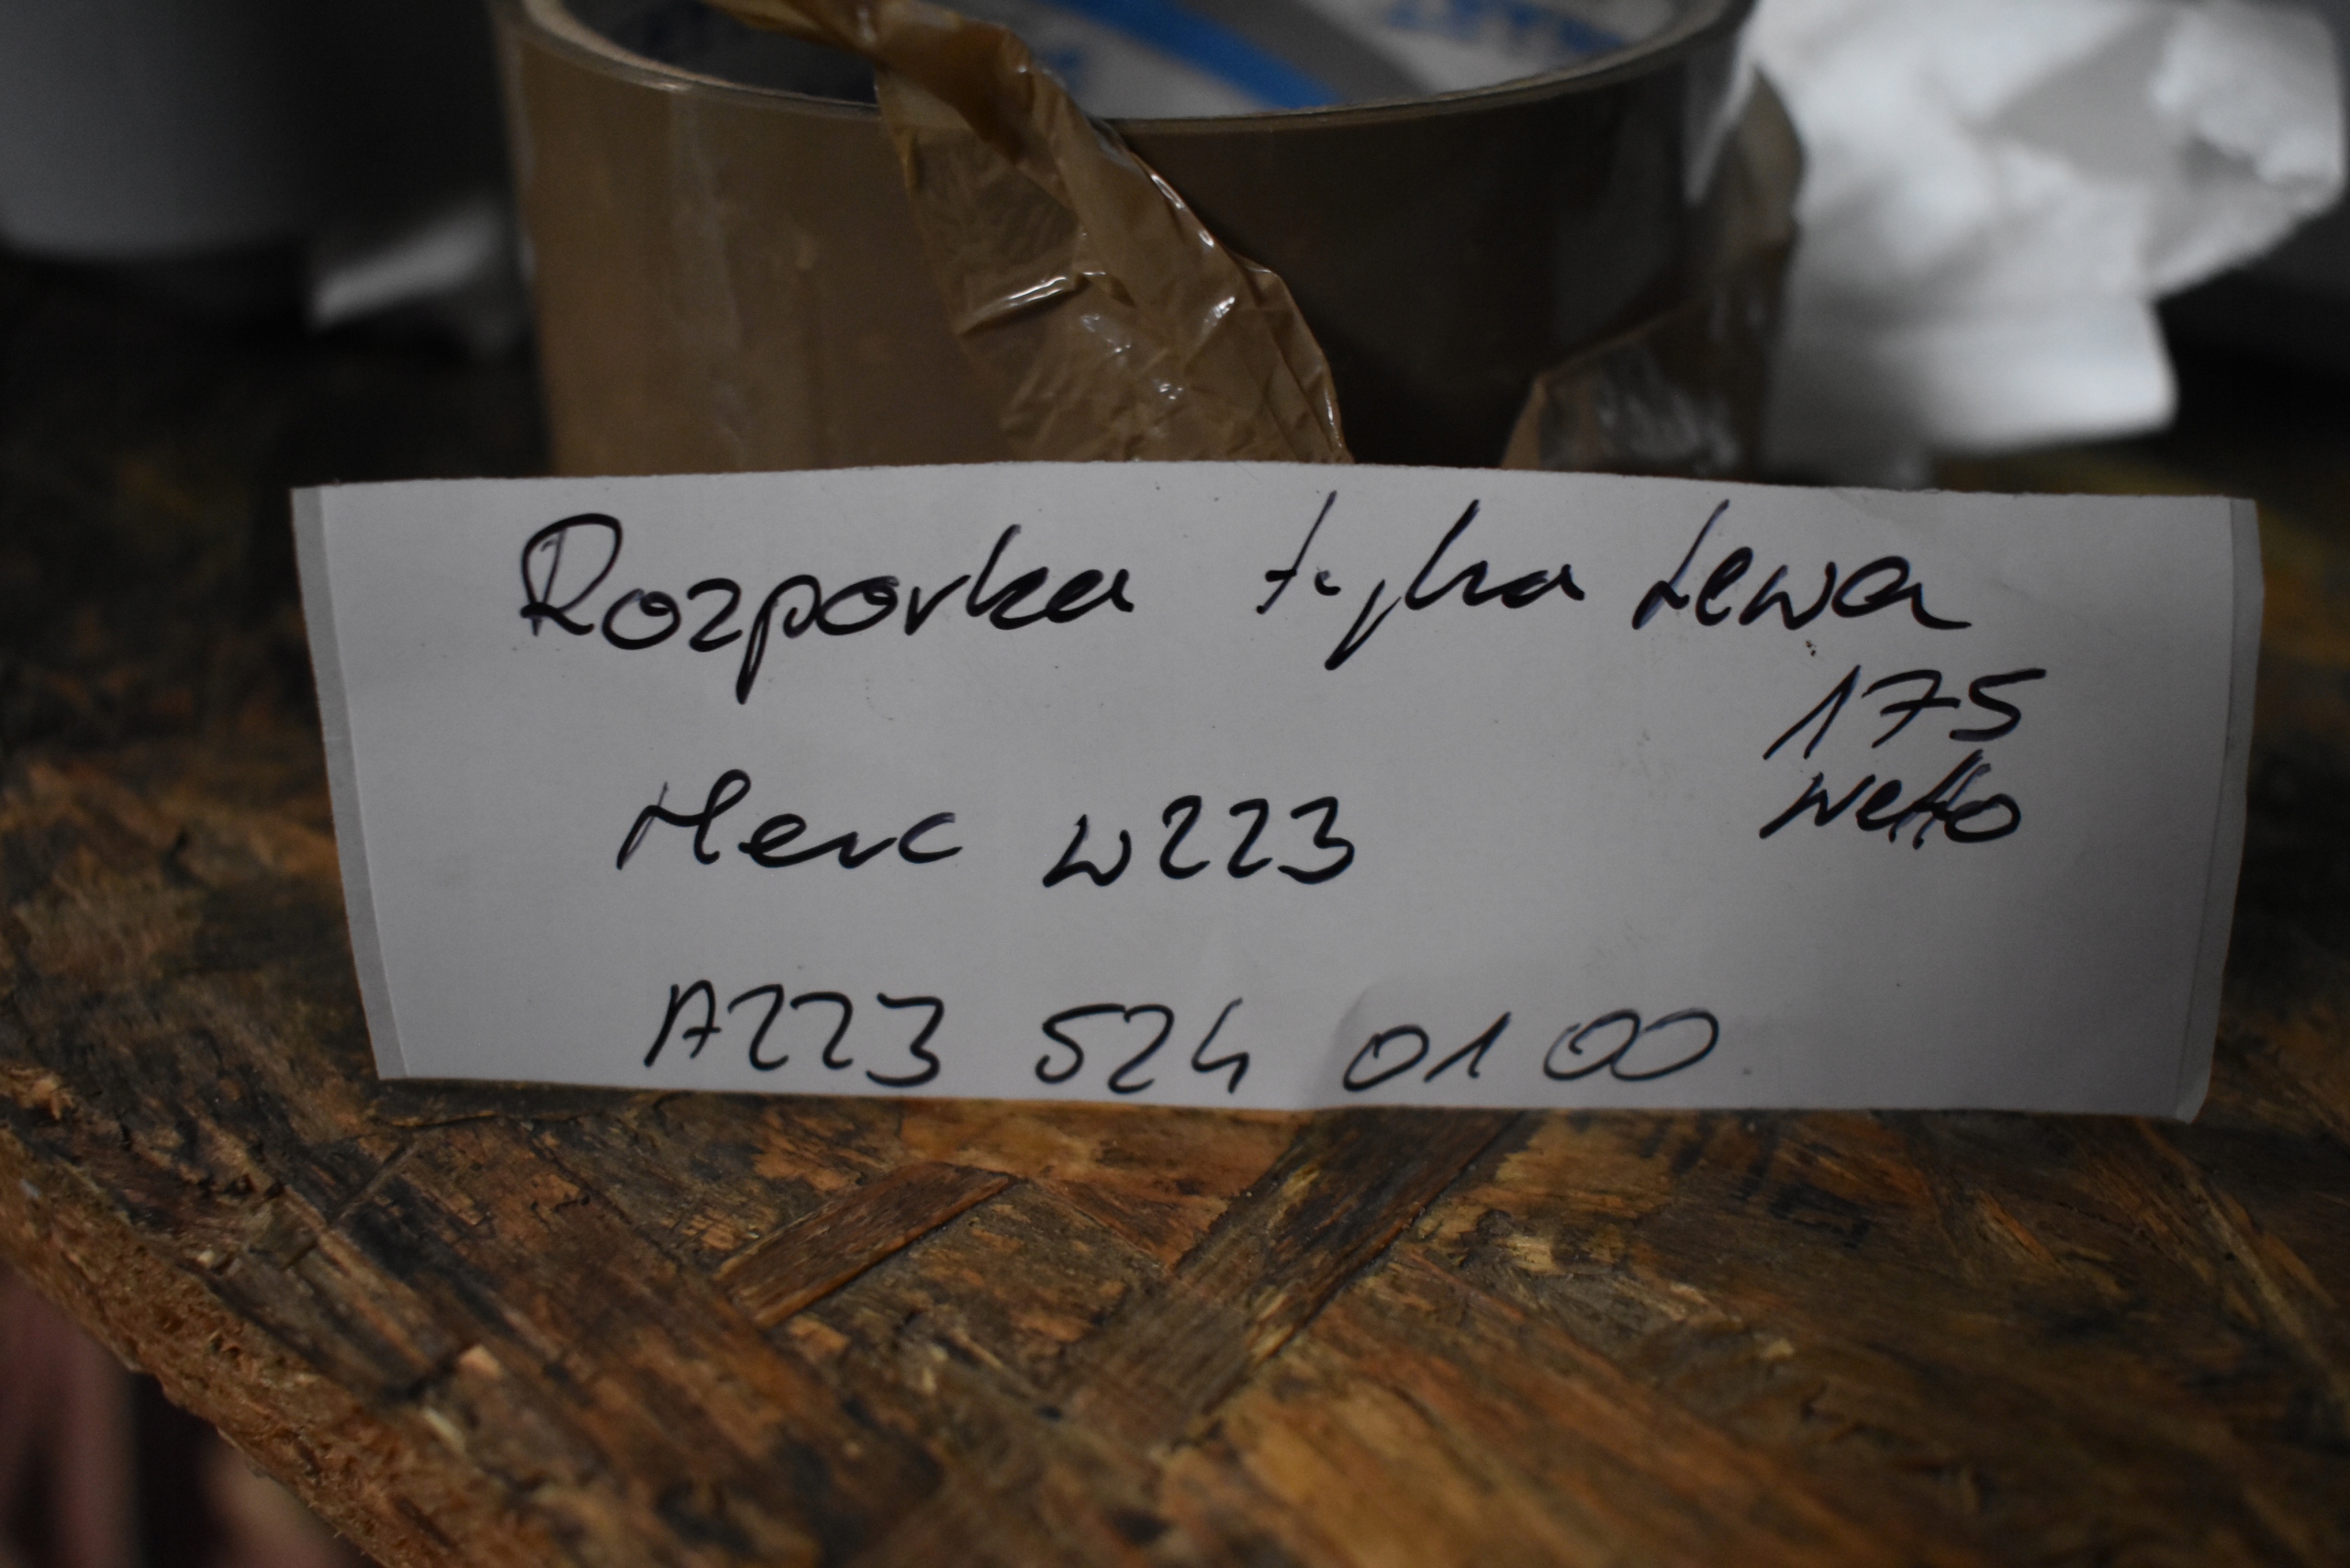 Rozporka tylna Lewa
175
netto
Merc W223
A223 524 01 00